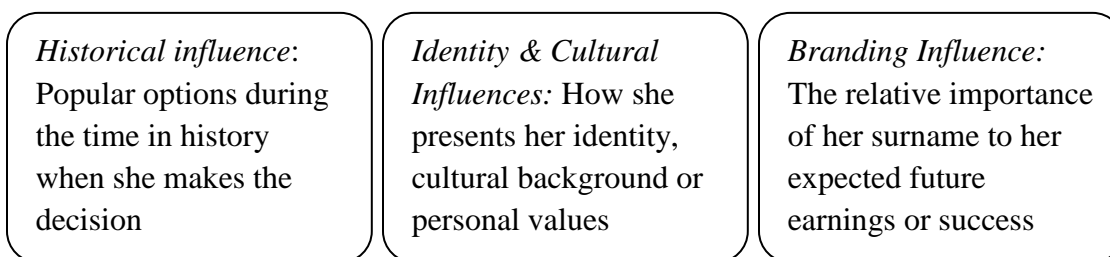 Historical influence:
Popular options during
the time in history
when she makes the
decision
Identity & Cultural
Influences: How she
presents her identity,
cultural background or
personal values
Branding Influence:
The relative importance
of her surname to her
expected future
earnings or success